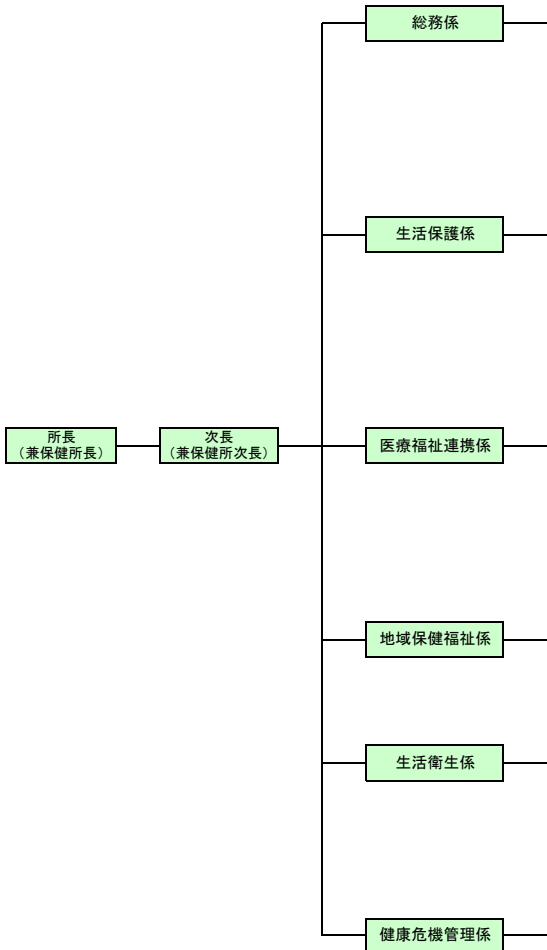 総務係
生活保護係
所長
（兼保健所長）
次長
（兼保健所次長）
医療福祉連携係
地域保健福祉係
生活衛生係
健康危機管理係